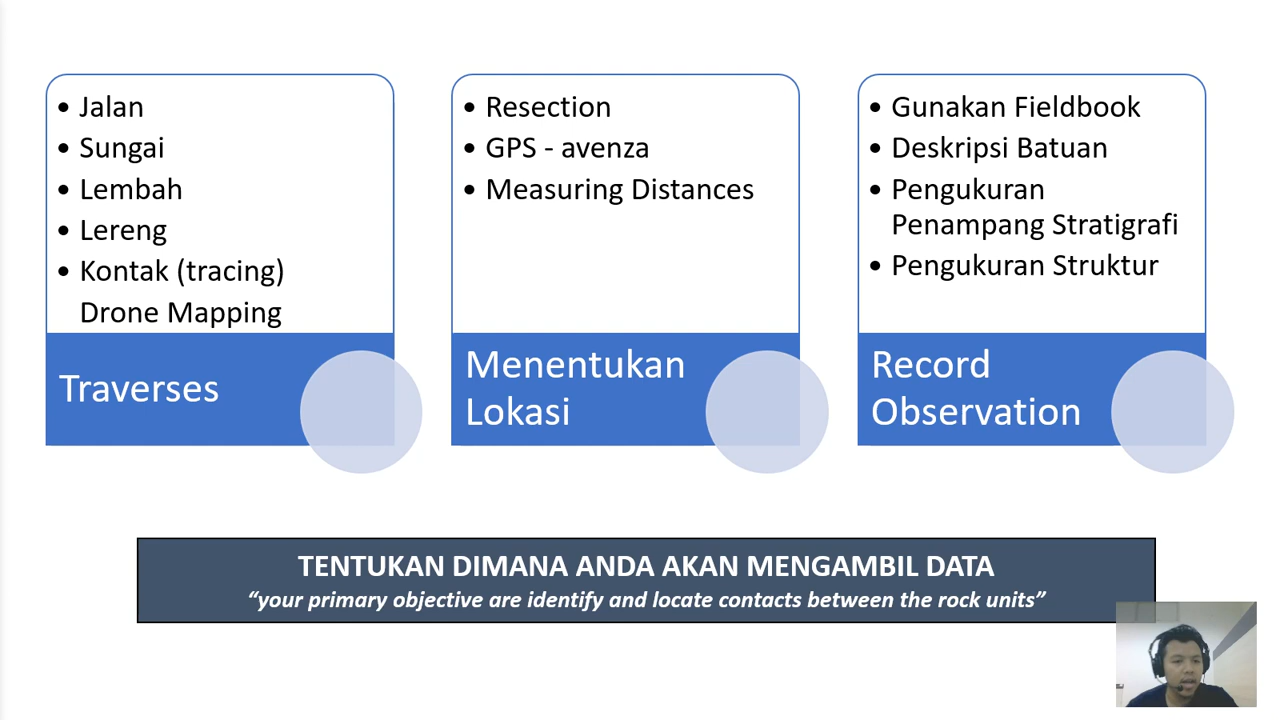 • Jalan
• Sungai
• Lembah
• Lereng
• Kontak (tracing)
Drone Mapping
Traverses
• Resection
• GPS - avenza
• Measuring Distances
Menentukan
Lokasi
• Gunakan Fieldbook
• Deskripsi Batuan
• Pengukuran
Penampang Stratigrafi
• Pengukuran Struktur
Record
Observation
TENTUKAN DIMANA ANDA AKAN MENGAMBIL DATA
“your primary objective are identify and locate contacts between the rock units”